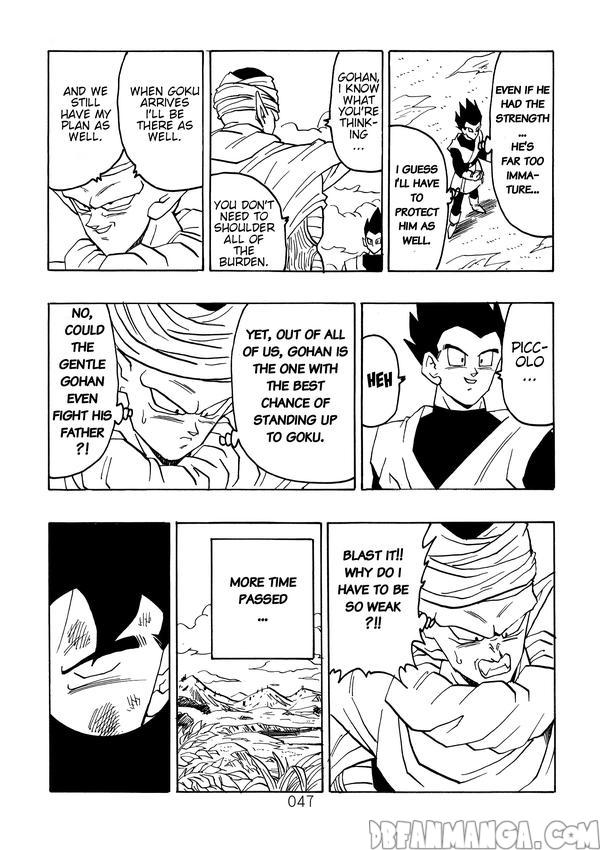 EVEN IF HE
HAD THE
STRENGTH
...
HE'S
FAR TOO
IMMA-
TURE...
I GUESS
I'LL HAVE
TO
PROTECT
HIM AS
WELL.
GOHAN,
I KNOW
WHAT
YOU'RE
THINK-
ING
...
YOU DON'T
NEED TO
SHOULDER
ALL OF
THE
BURDEN.
WHEN GOKU
ARRIVES
I'LL BE
THERE AS
WELL.
AND WE
STILL
HAVE MY
PLAN AS
WELL.
PICC-
OLO
...
HEH
YET, OUT OF ALL
OF US, GOHAN IS
THE ONE WITH
THE BEST
CHANCE OF
STANDING UP
TO GOKU.
NO,
COULD
THE
GENTLE
GOHAN
EVEN
FIGHT HIS
FATHER
?!
BLAST IT!!
WHY DO I
HAVE TO BE
SO WEAK
?!!
MORE TIME
PASSED
...
047
DBFANMANGA.COM